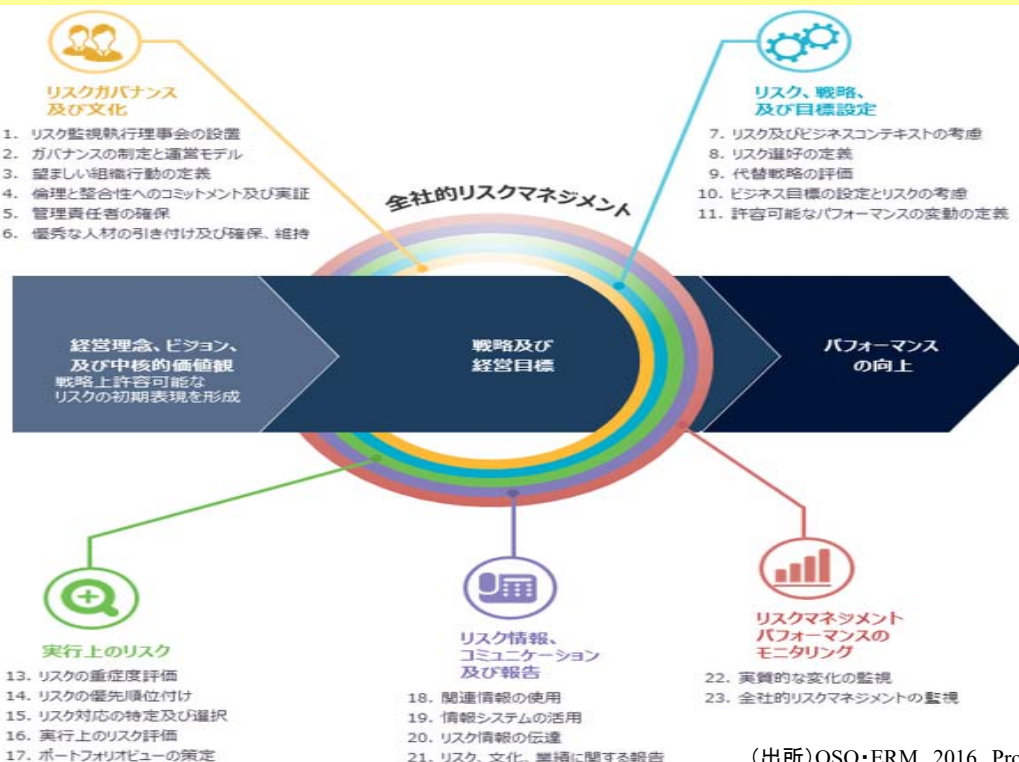 リスクガバナンス
及び文化
1. リスク監視執行理事会の設置
2. ガバナンスの制定と運営モデル
3. 望ましい組織行動の定義
4. 倫理と整合性へのコミットメント及び実証
5. 管理責任者の確保
6. 優秀な人材の引き付け及び確保、維持
リスク、戦略、
及び目標設定
7. リスク及びビジネスコンテキストの考慮
8. リスク選好の定義
9. 代替戦略の評価
10. ビジネス目標の設定とリスクの考慮
11. 許容可能なパフォーマンスの変動の定義
全社的リスクマネジメント
経営理念、ビジョン、
及び中核的価値観
戦略上許容可能な
リスクの初期表現を形成
戦略及び
経営目標
パフォーマンス
の向上
実行上のリスク
13. リスクの重症度評価
14. リスクの優先順位付け
15. リスク対応の特定及び選択
16. 実行上のリスク評価
17. ポートフォリオビューの策定
リスク情報、
コミュニケーション
及び報告
18. 関連情報の使用
19. 情報システムの活用
20. リスク情報の伝達
21. リスク、文化、業績に関する報告
リスクマネジメント
パフォーマンスの
モニタリング
22. 実質的な変化の監視
23. 全社的リスクマネジメントの監視
(出所)OSO・ERM 2016 Pro